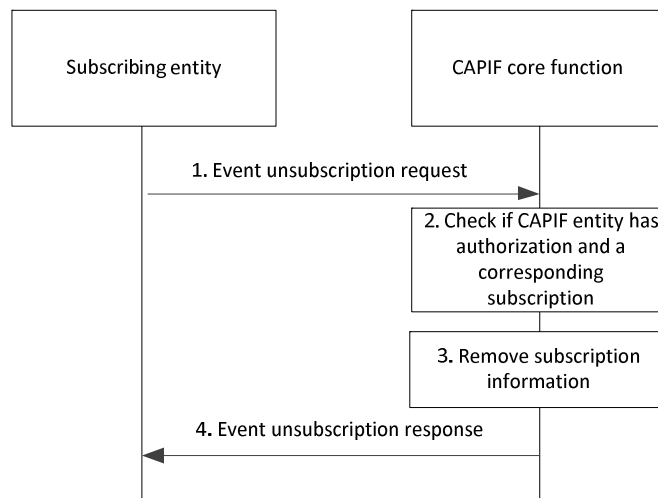 Subscribing entity
CAPIF core function
1. Event unsubscription request
2. Check if CAPIF entity has
authorization and a
corresponding
subscription
3. Remove subscription
information
4. Event unsubscription response